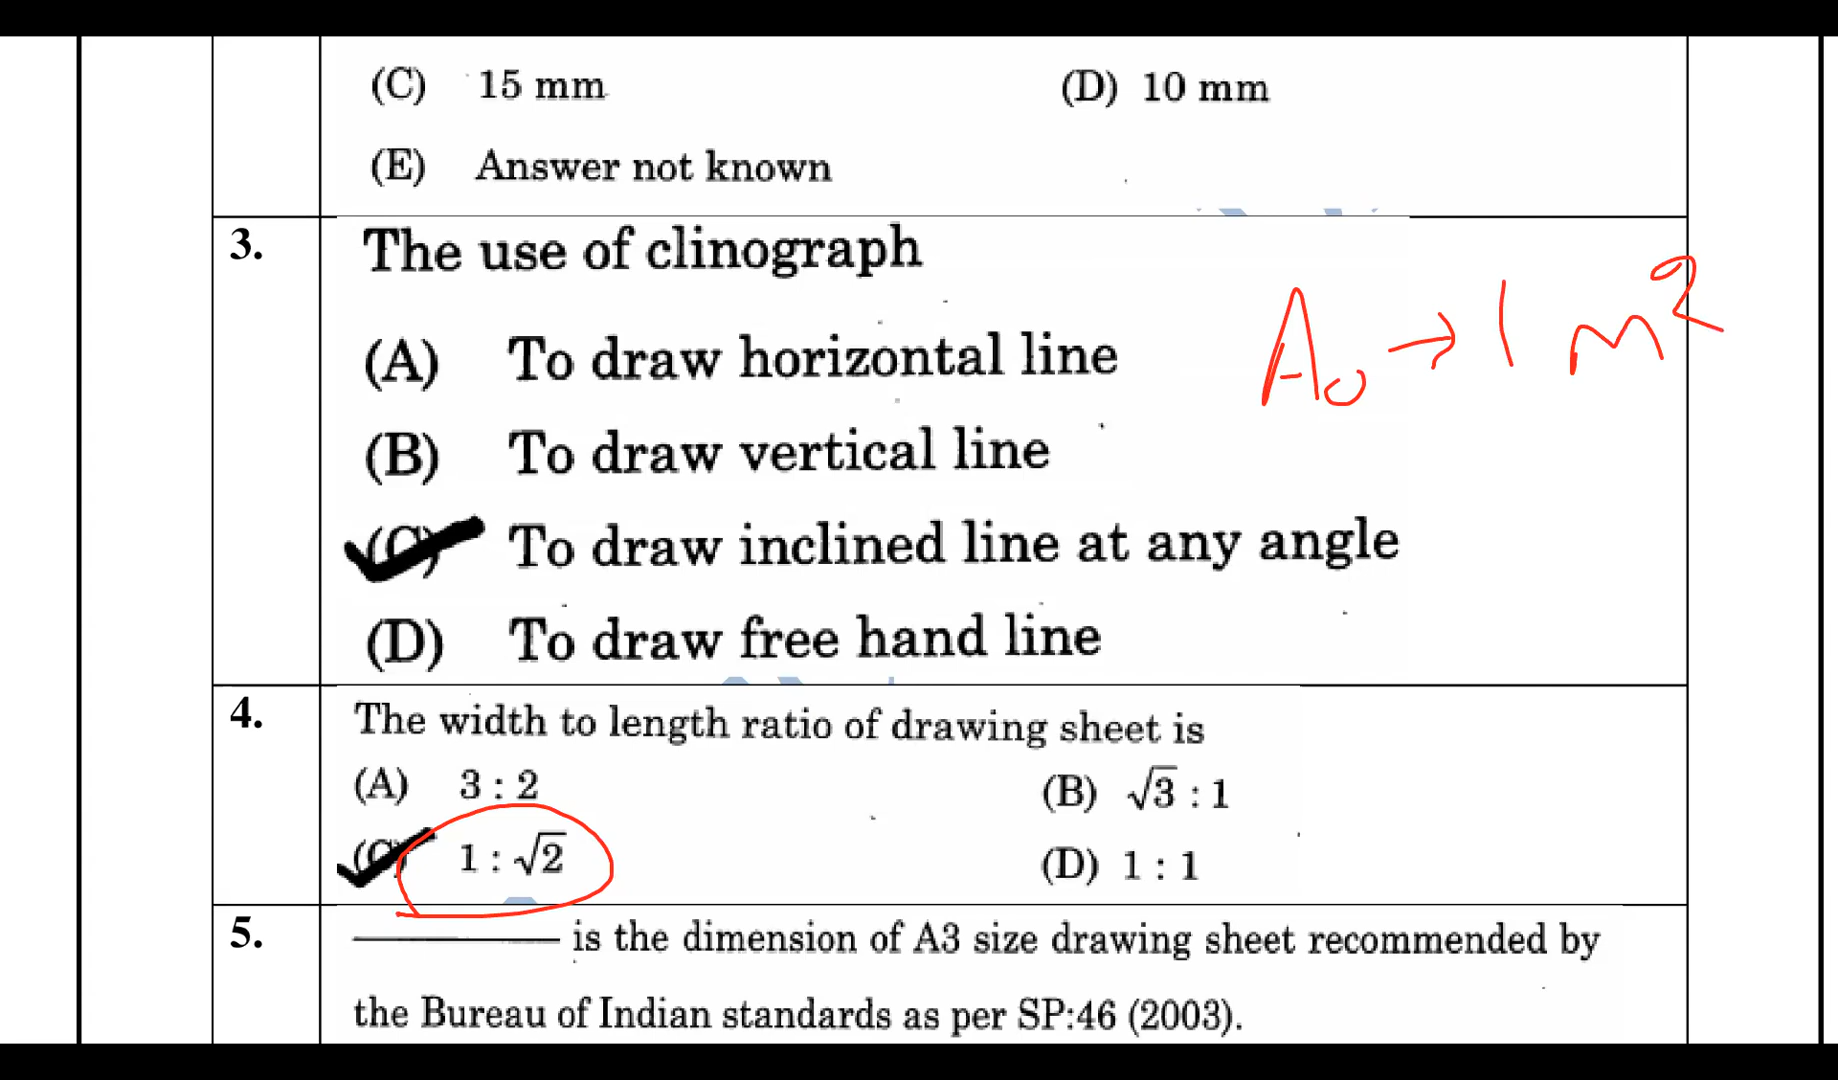 (C) 15 mm (D) 10 mm
(E) Answer not known
3. The use of clinograph
(A) To draw horizontal line
A0 → 1 m²
(B) To draw vertical line
(C) To draw inclined line at any angle
(D) To draw free hand line
4. The width to length ratio of drawing sheet is
(A) 3 : 2 (B) √3 : 1
(C) 1 : √2 (D) 1 : 1
5. ________ is the dimension of A3 size drawing sheet recommended by
the Bureau of Indian standards as per SP:46 (2003).